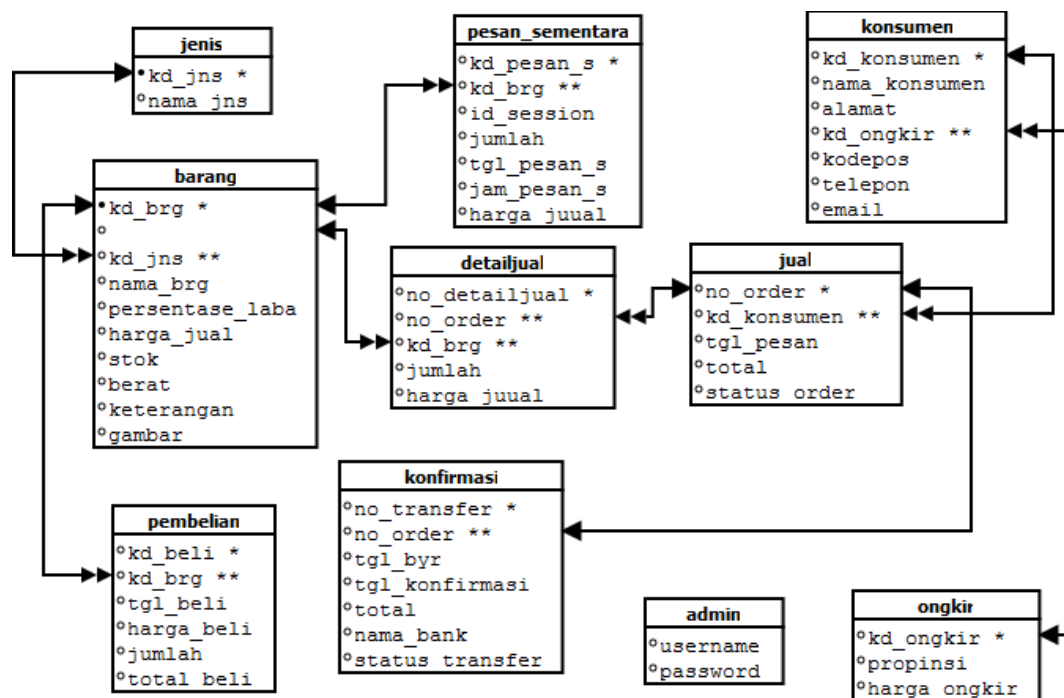 jenis
kd_jns *
nama_jns
pesan_sementara
kd_pesan_s *
kd_brg **
id_session
jumlah
tgl_pesan_s
jam_pesan_s
harga_juual
konsumen
kd_konsumen *
nama_konsumen
alamat
kd_ongkir **
kodepos
telepon
email
barang
kd_brg *
kd_jns **
nama_brg
persentase_laba
harga_jual
stok
berat
keterangan
gambar
detailjual
no_detailjual *
no_order **
kd_brg **
jumlah
harga_juual
jual
no_order *
kd_konsumen **
tgl_pesan
total
status_order
pembelian
kd_beli *
kd_brg **
tgl_beli
harga_beli
jumlah
total_beli
konfirmasi
no_transfer *
no_order **
tgl_byr
tgl_konfirmasi
total
nama_bank
status_transfer
admin
username
password
ongkir
kd_ongkir *
propinsi
harga_ongkir